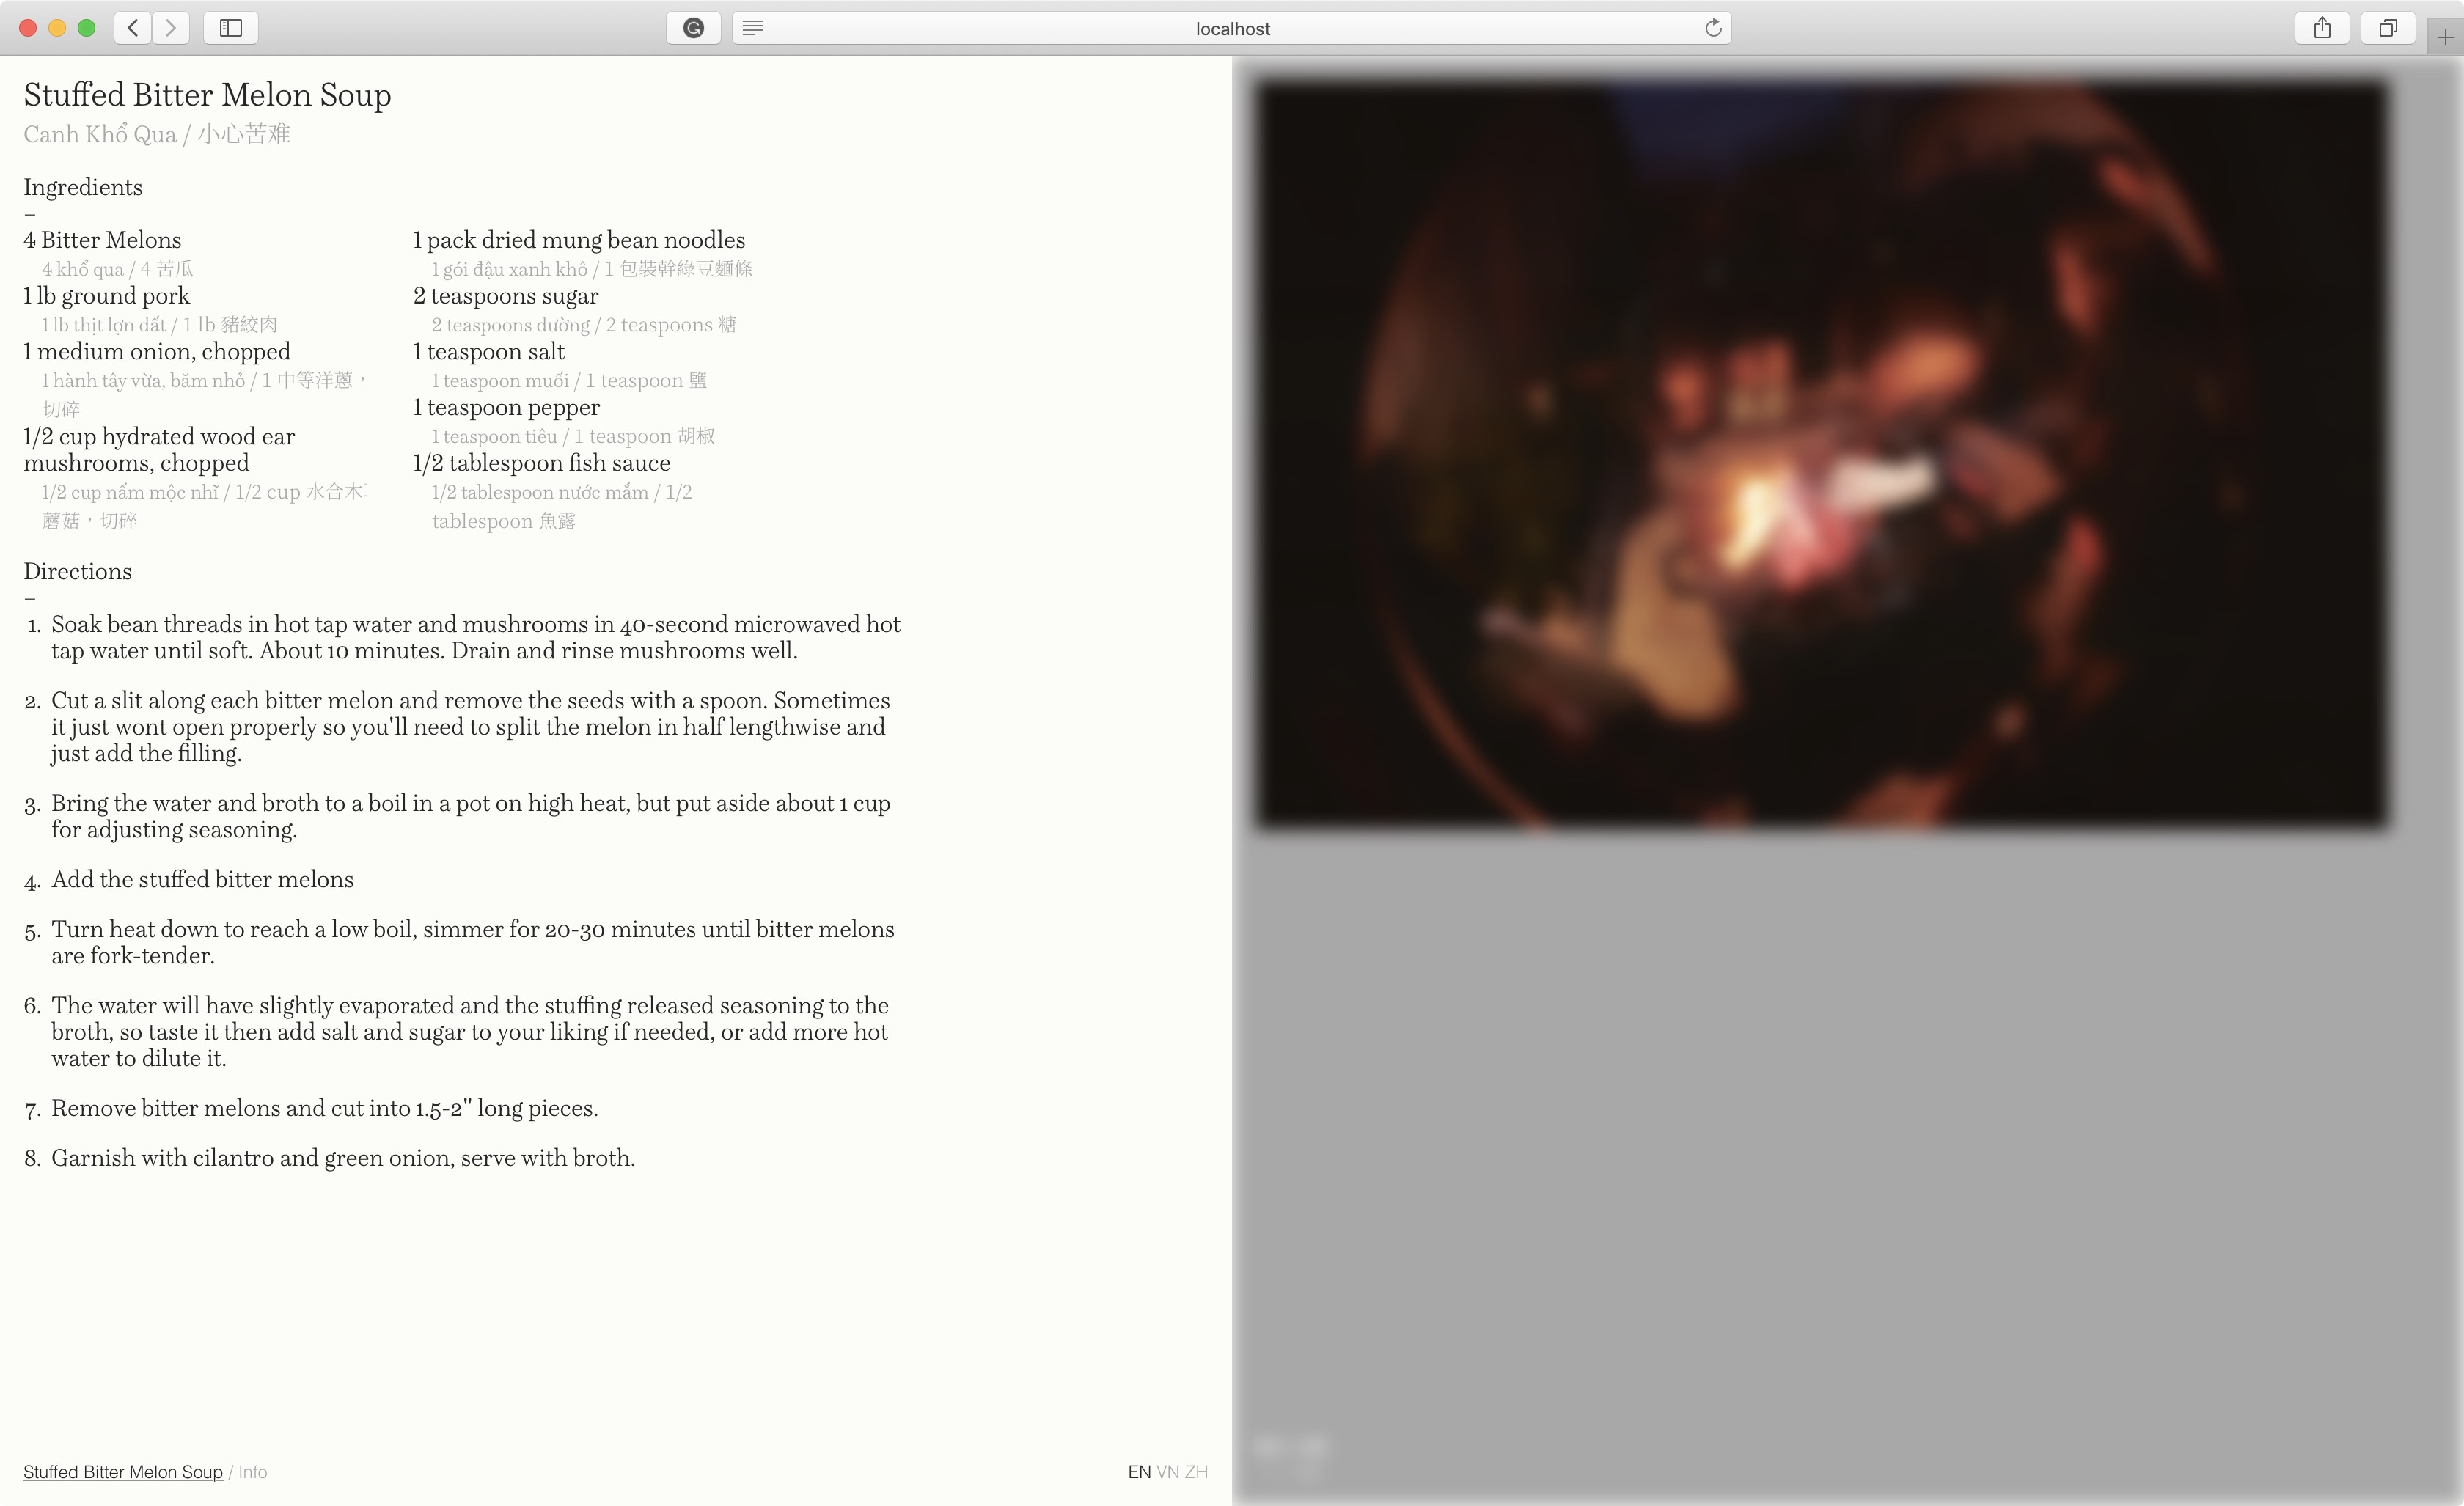 localhost
Stuffed Bitter Melon Soup
Canh Khổ Qua / 小心苦难
Ingredients
–
4 Bitter Melons
4 khổ qua / 4 苦瓜
1 lb ground pork
1 lb thịt lợn đất / 1 lb 豬絞肉
1 medium onion, chopped
1 hành tây vừa, băm nhỏ / 1 中等洋蔥，
切碎
1/2 cup hydrated wood ear
mushrooms, chopped
1/2 cup nấm mộc nhĩ / 1/2 cup 水合木
蘑菇，切碎
1 pack dried mung bean noodles
1 gói đậu xanh khô / 1 包裝幹綠豆麵條
2 teaspoons sugar
2 teaspoons đường / 2 teaspoons 糖
1 teaspoon salt
1 teaspoon muối / 1 teaspoon 鹽
1 teaspoon pepper
1 teaspoon tiêu / 1 teaspoon 胡椒
1/2 tablespoon fish sauce
1/2 tablespoon nước mắm / 1/2
tablespoon 魚露
Directions
–
1. Soak bean threads in hot tap water and mushrooms in 40-second microwaved hot
tap water until soft. About 10 minutes. Drain and rinse mushrooms well.
2. Cut a slit along each bitter melon and remove the seeds with a spoon. Sometimes
it just wont open properly so you'll need to split the melon in half lengthwise and
just add the filling.
3. Bring the water and broth to a boil in a pot on high heat, but put aside about 1 cup
for adjusting seasoning.
4. Add the stuffed bitter melons
5. Turn heat down to reach a low boil, simmer for 20-30 minutes until bitter melons
are fork-tender.
6. The water will have slightly evaporated and the stuffing released seasoning to the
broth, so taste it then add salt and sugar to your liking if needed, or add more hot
water to dilute it.
7. Remove bitter melons and cut into 1.5-2" long pieces.
8. Garnish with cilantro and green onion, serve with broth.
Stuffed Bitter Melon Soup / Info
EN VN ZH